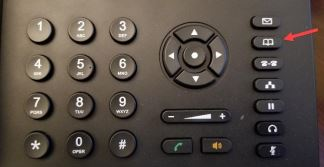 1 2 3
ABC DEF
4 5 6
GHI JKL MNO
7 8 9
PQRS TUV WXYZ
* 0 #
OPER
− +